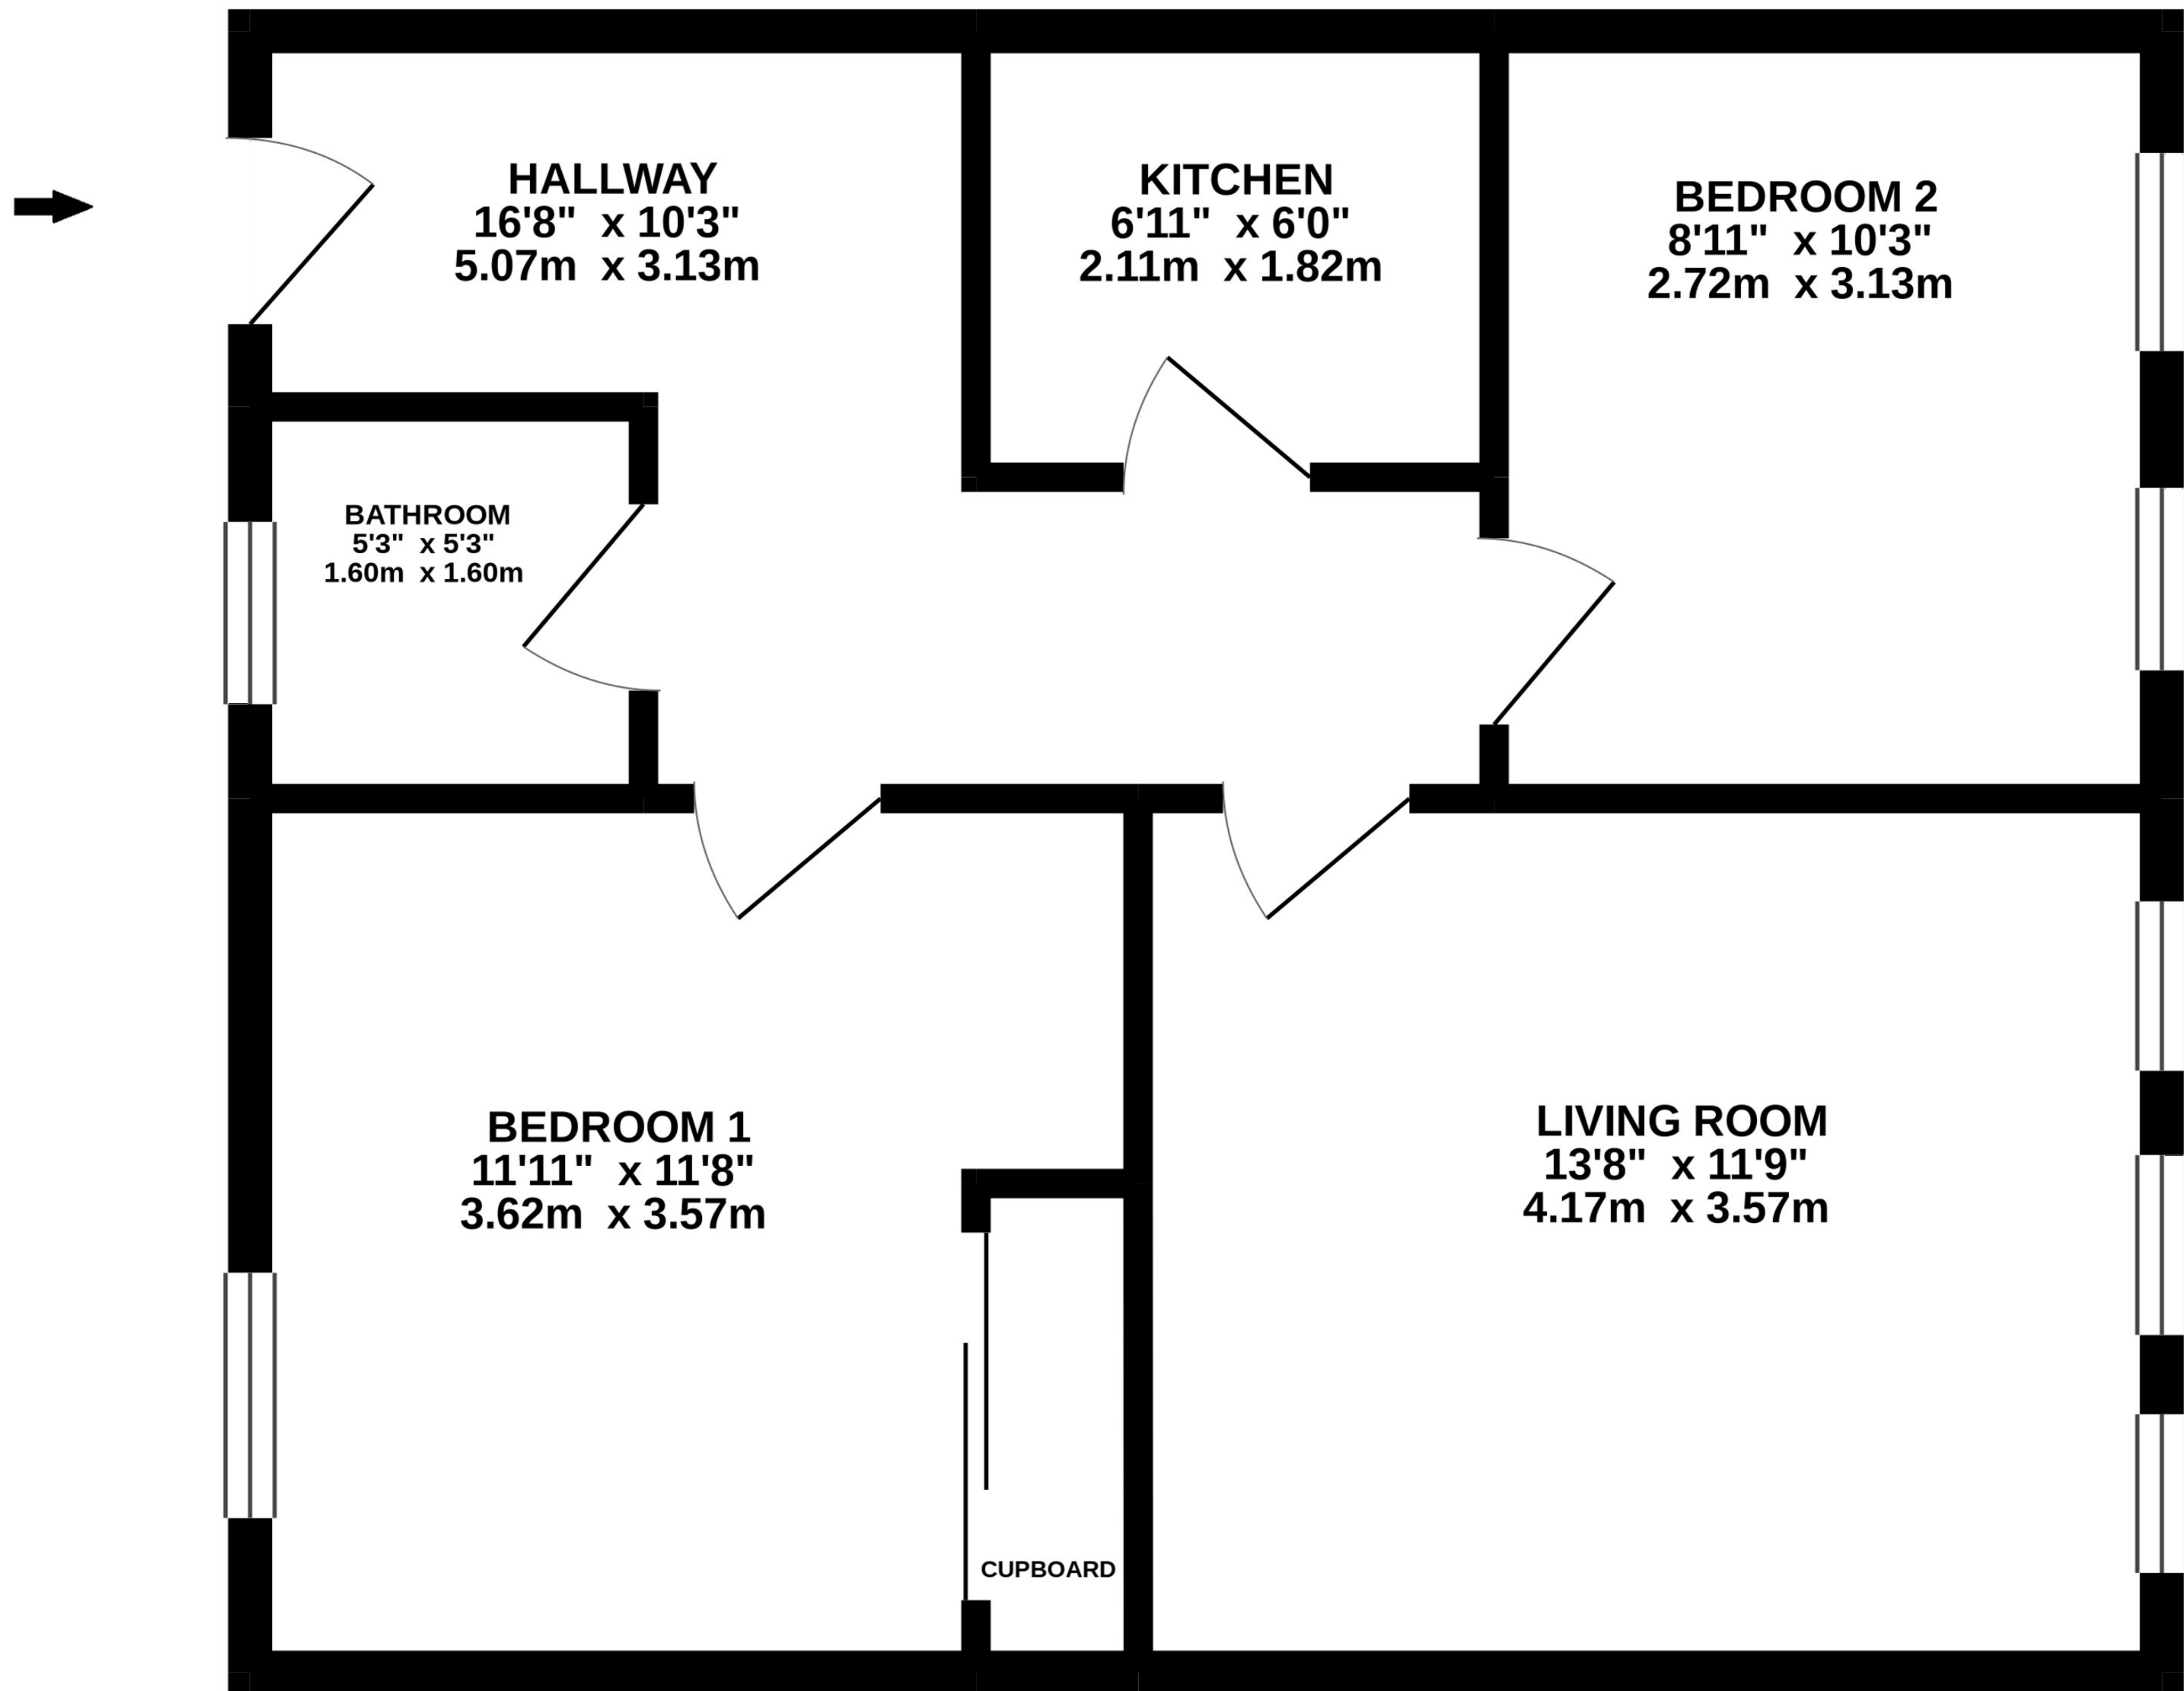 HALLWAY
16'8" x 10'3"
5.07m x 3.13m
KITCHEN
6'11" x 6'0"
2.11m x 1.82m
BEDROOM 2
8'11" x 10'3"
2.72m x 3.13m
BATHROOM
5'3" x 5'3"
1.60m x 1.60m
BEDROOM 1
11'11" x 11'8"
3.62m x 3.57m
LIVING ROOM
13'8" x 11'9"
4.17m x 3.57m
CUPBOARD